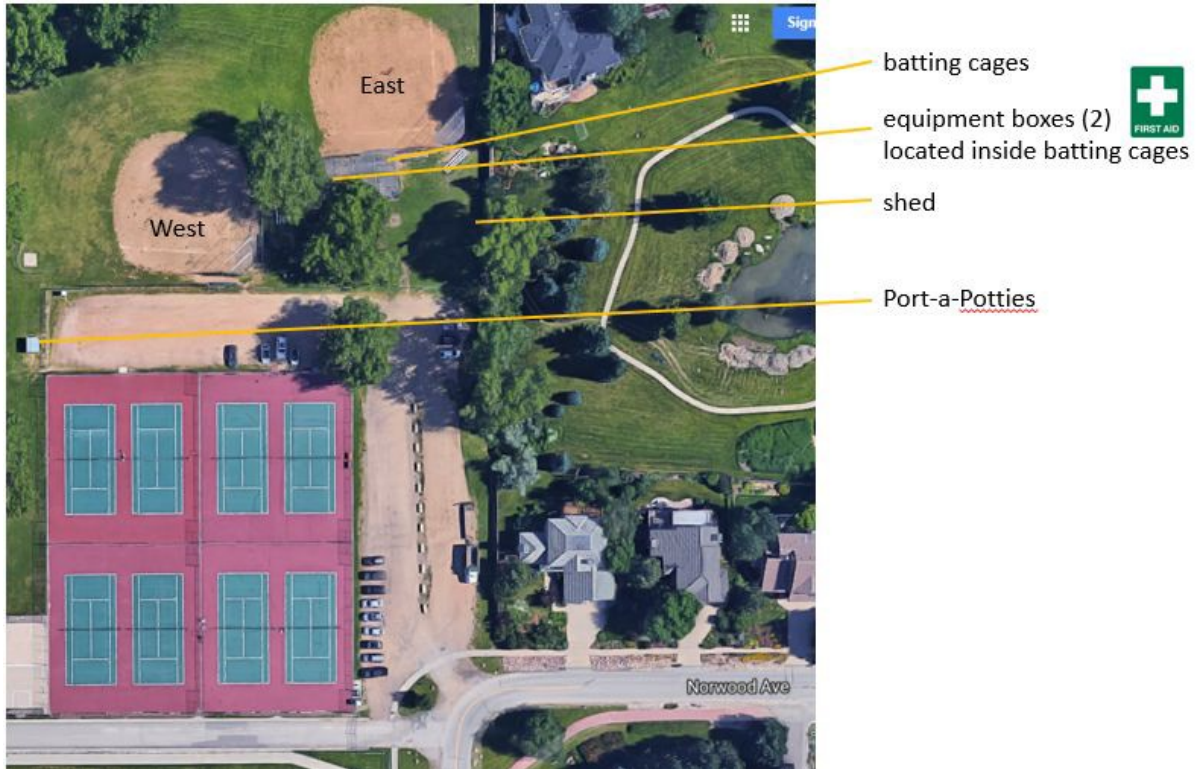 Sign
East
batting cages
FIRST AID
equipment boxes (2)
located inside batting cages
West
shed
Port-a-Potties
Norwood Ave